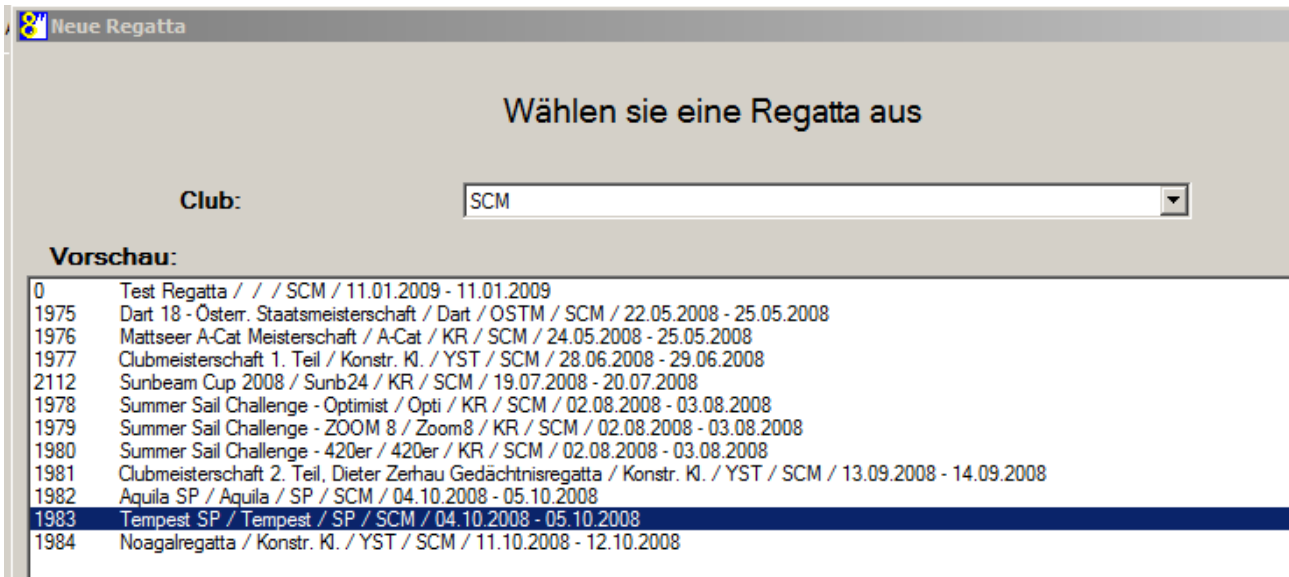 Neue Regatta
Wählen sie eine Regatta aus
Club: SCM
Vorschau:
0 Test Regatta / / / SCM / 11.01.2009 - 11.01.2009
1975 Dart 18 - Österr. Staatsmeisterschaft / Dart / OSTM / SCM / 22.05.2008 - 25.05.2008
1976 Mattseer A-Cat Meisterschaft / A-Cat / KR / SCM / 24.05.2008 - 25.05.2008
1977 Clubmeisterschaft 1. Teil / Konstr. Kl. / YST / SCM / 28.06.2008 - 29.06.2008
2112 Sunbeam Cup 2008 / Sunb24 / KR / SCM / 19.07.2008 - 20.07.2008
1978 Summer Sail Challenge - Optimist / Opti / KR / SCM / 02.08.2008 - 03.08.2008
1979 Summer Sail Challenge - ZOOM 8 / Zoom8 / KR / SCM / 02.08.2008 - 03.08.2008
1980 Summer Sail Challenge - 420er / 420er / KR / SCM / 02.08.2008 - 03.08.2008
1981 Clubmeisterschaft 2. Teil, Dieter Zerhau Gedächtnisregatta / Konstr. Kl. / YST / SCM / 13.09.2008 - 14.09.2008
1982 Aquila SP / Aquila / SP / SCM / 04.10.2008 - 05.10.2008
1983 Tempest SP / Tempest / SP / SCM / 04.10.2008 - 05.10.2008
1984 Noagalregatta / Konstr. Kl. / YST / SCM / 11.10.2008 - 12.10.2008